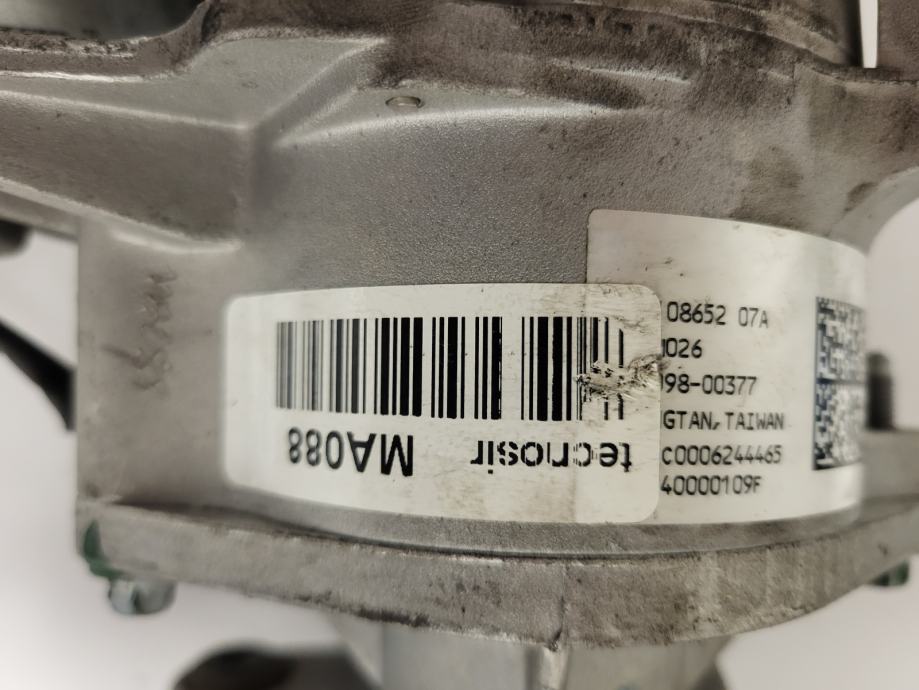 08652 07A
026
98-00377
GTAN, TAIWAN
C0006244465
40000109F
tecnosir
MA088